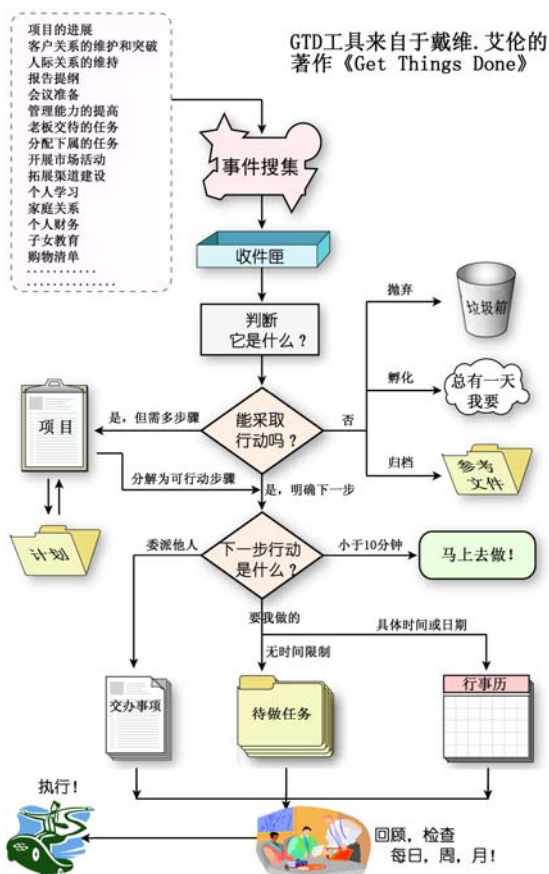 项目的进展
客户关系的维护和突破
人际关系的维持
报告提纲
会议准备
管理能力的提高
老板交待的任务
分配下属的任务
开展市场活动
拓展渠道建设
个人学习
家庭关系
个人财务
子女教育
购物清单
...........
..............
GTD工具来自于戴维.艾伦的
著作《Get Things Done》
事件搜集
收件匣
判断
它是什么?
抛弃
垃圾箱
孵化
总有一天
我要
归档
参考
文件
能采取
行动吗?
否
是,但需多步骤
项目
分解为可行动步骤
是,明确下一步
计划
下一步行动
是什么?
委派他人
小于10分钟
马上去做!
要我做的
具体时间或日期
无时间限制
交办事项
待做任务
行事历
执行!
回顾,检查
每日,周,月!